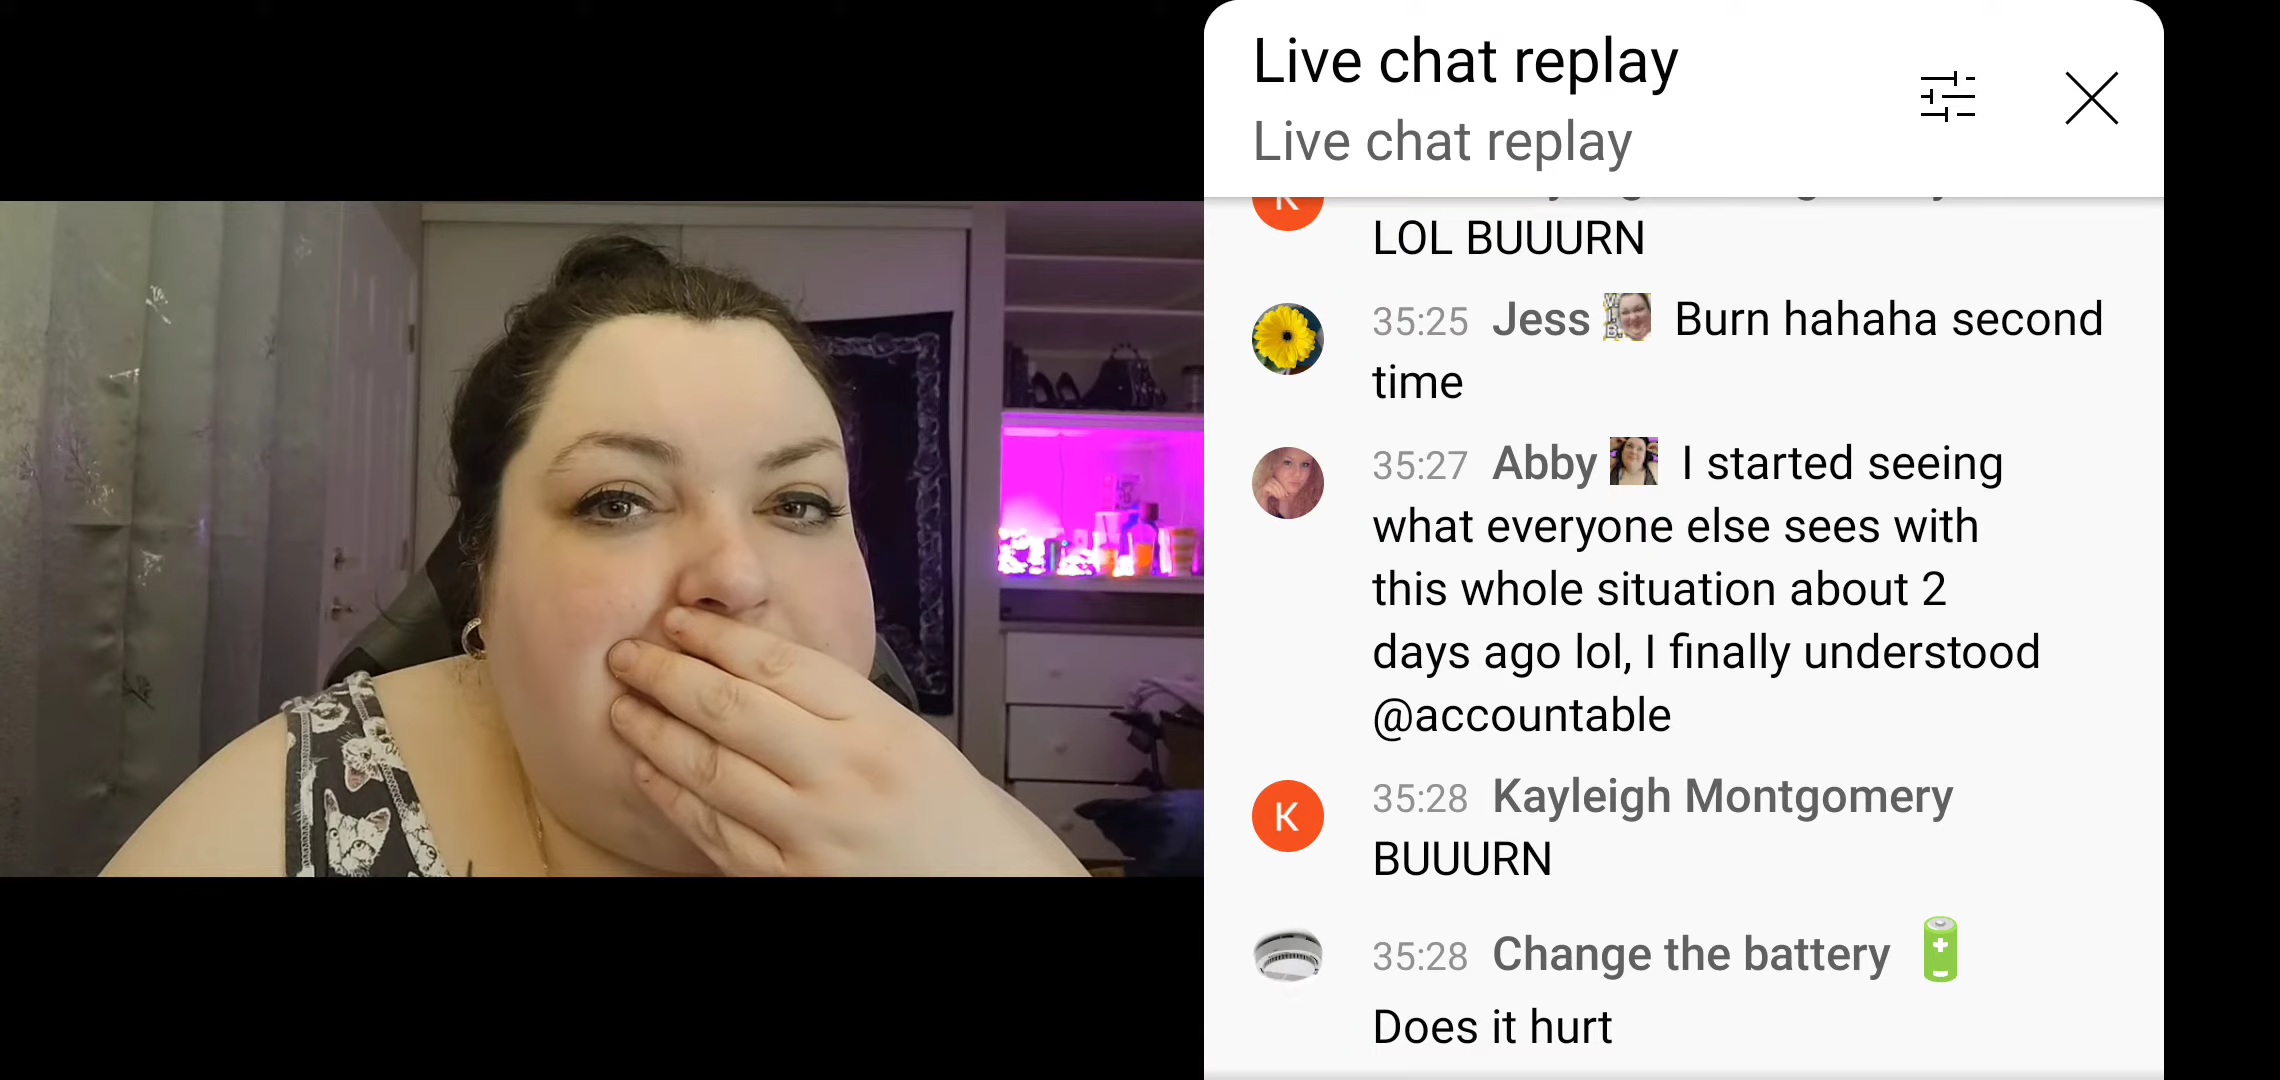 Live chat replay
Live chat replay
K
LOL BUUURN
35:25 Jess Burn hahaha second
time
35:27 Abby I started seeing
what everyone else sees with
this whole situation about 2
days ago lol, I finally understood
@accountable
K
35:28 Kayleigh Montgomery
BUUURN
35:28 Change the battery 🔋
Does it hurt